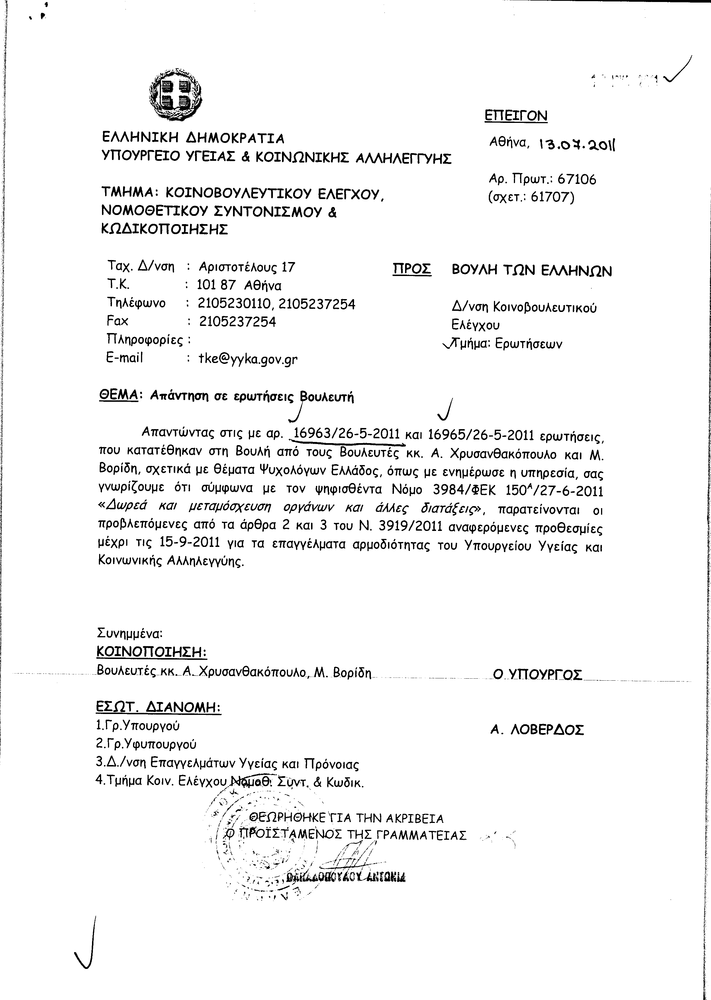 ΕΠΕΙΓΟΝ
ΕΛΛΗΝΙΚΗ ΔΗΜΟΚΡΑΤΙΑ
ΥΠΟΥΡΓΕΙΟ ΥΓΕΙΑΣ & ΚΟΙΝΩΝΙΚΗΣ ΑΛΛΗΛΕΓΓΥΗΣ
Αθήνα, 13.07.2011
Αρ. Πρωτ.: 67106
(σχετ.: 61707)
ΤΜΗΜΑ: ΚΟΙΝΟΒΟΥΛΕΥΤΙΚΟΥ ΕΛΕΓΧΟΥ,
ΝΟΜΟΘΕΤΙΚΟΥ ΣΥΝΤΟΝΙΣΜΟΥ &
ΚΩΔΙΚΟΠΟΙΗΣΗΣ
Ταχ. Δ/νση : Αριστοτέλους 17
Τ.Κ. : 101 87 Αθήνα
Τηλέφωνο : 2105230110, 2105237254
Fax : 2105237254
Πληροφορίες :
E-mail : tke@yyka.gov.gr
ΠΡΟΣ ΒΟΥΛΗ ΤΩΝ ΕΛΛΗΝΩΝ
Δ/νση Κοινοβουλευτικού
Ελέγχου
Τμήμα: Ερωτήσεων
ΘΕΜΑ: Απάντηση σε ερωτήσεις Βουλευτή
Απαντώντας στις με αρ. 16963/26-5-2011 και 16965/26-5-2011 ερωτήσεις,
που κατατέθηκαν στη Βουλή από τους Βουλευτές κκ. Α. Χρυσανθακόπουλο και Μ.
Βορίδη, σχετικά με θέματα Ψυχολόγων Ελλάδος, όπως με ενημέρωσε η υπηρεσία, σας
γνωρίζουμε ότι σύμφωνα με τον ψηφισθέντα Νόμο 3984/ΦΕΚ 150Α/27-6-2011
«Δωρεά και μεταμόσχευση οργάνων και άλλες διατάξεις», παρατείνονται οι
προβλεπόμενες από τα άρθρα 2 και 3 του Ν. 3919/2011 αναφερόμενες προθεσμίες
μέχρι τις 15-9-2011 για τα επαγγέλματα αρμοδιότητας του Υπουργείου Υγείας και
Κοινωνικής Αλληλεγγύης.
Συνημμένα:
ΚΟΙΝΟΠΟΙΗΣΗ:
Βουλευτές κκ. Α. Χρυσανθακόπουλο, Μ. Βορίδη
Ο ΥΠΟΥΡΓΟΣ
ΕΣΩΤ. ΔΙΑΝΟΜΗ:
1.Γρ.Υπουργού
2.Γρ.Υφυπουργού
3.Δ./νση Επαγγελμάτων Υγείας και Πρόνοιας
4.Τμήμα Κοιν. Ελέγχου Νομοθ. Συντ. & Κωδικ.
Α. ΛΟΒΕΡΔΟΣ
ΘΕΩΡΗΘΗΚΕ ΓΙΑ ΤΗΝ ΑΚΡΙΒΕΙΑ
Ο ΠΡΟΪΣΤΑΜΕΝΟΣ ΤΗΣ ΓΡΑΜΜΑΤΕΙΑΣ
ΠΑΠΑΔΟΠΟΥΛΟΥ ΑΝΤΩΝΙΑ